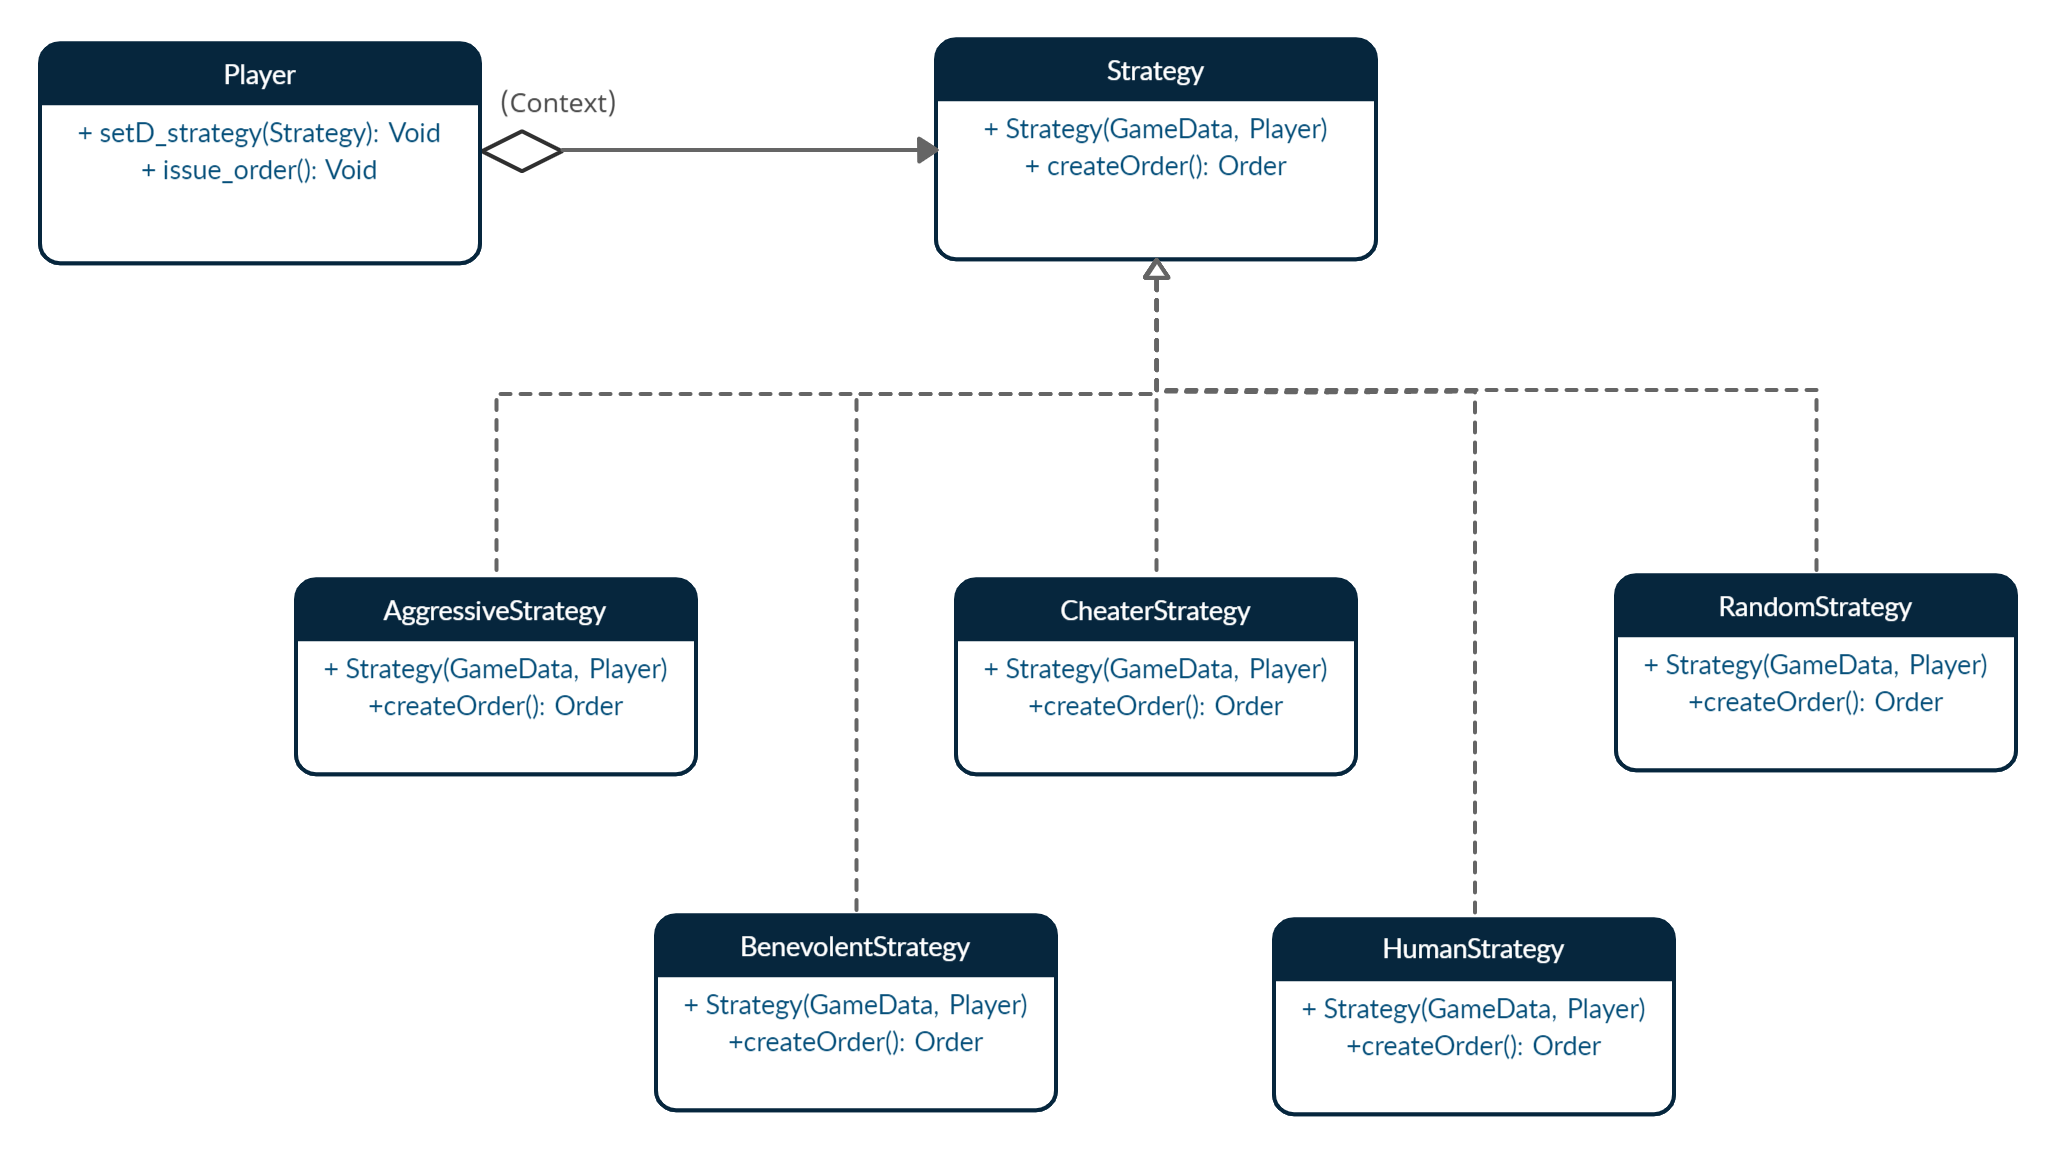 Player
+ setD_strategy(Strategy): Void
+ issue_order(): Void
(Context)
Strategy
+ Strategy(GameData, Player)
+ createOrder(): Order
AggressiveStrategy
+ Strategy(GameData, Player)
+createOrder(): Order
CheaterStrategy
+ Strategy(GameData, Player)
+createOrder(): Order
RandomStrategy
+ Strategy(GameData, Player)
+createOrder(): Order
BenevolentStrategy
+ Strategy(GameData, Player)
+createOrder(): Order
HumanStrategy
+ Strategy(GameData, Player)
+createOrder(): Order